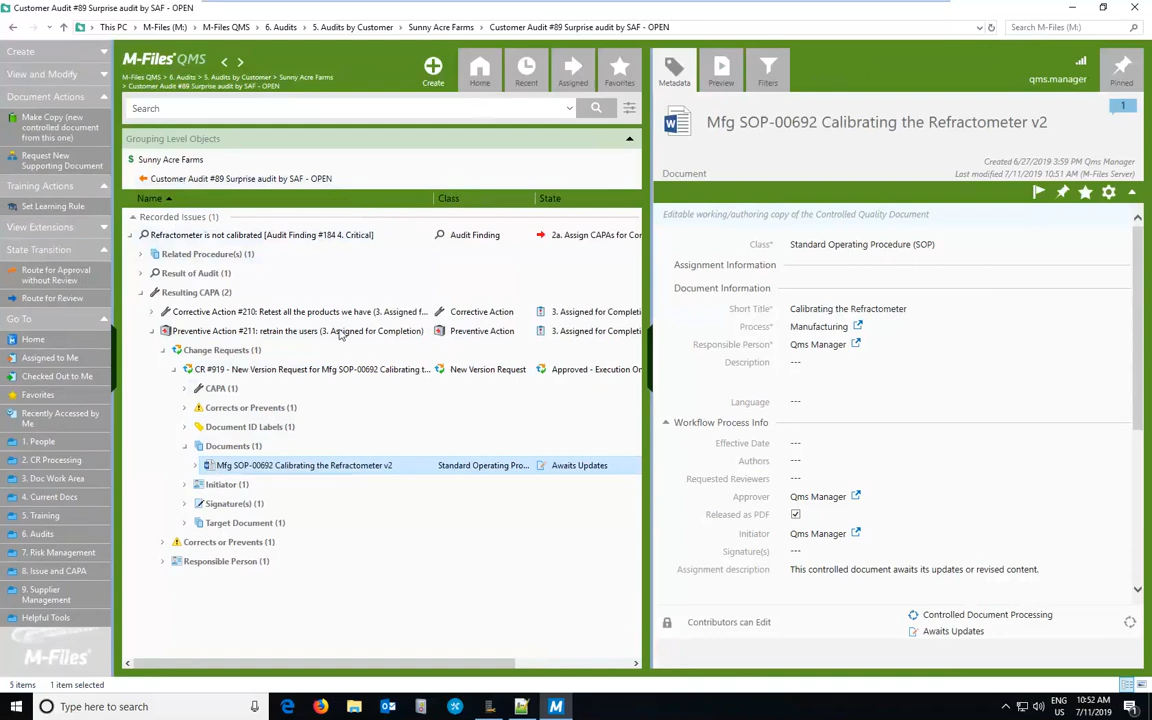 Customer Audit #89 Surprise audit by SAF - OPEN
This PC > M-Files (M:) > M-Files QMS > 6. Audits > 5. Audits by Customer > Sunny Acre Farms > Customer Audit #89 Surprise audit by SAF - OPEN
Search M-Files (M:)
Create
View and Modify
Document Actions
Make Copy (new
controlled document
from this one)
Request New
Supporting Document
Training Actions
Set Learning Rule
View Extensions
State Transition
Route for Approval
without Review
Route for Review
Go To
Home
Assigned to Me
Checked Out to Me
Favorites
Recently Accessed by
Me
1. People
2. CR Processing
3. Doc Work Area
4. Current Docs
5. Training
6. Audits
7. Risk Management
8. Issue and CAPA
9. Supplier
Management
Helpful Tools
M-Files
M-Files QMS
M-Files QMS > 6. Audits > 5. Audits by Customer > Sunny Acre Farms
> Customer Audit #89 Surprise audit by SAF - OPEN
Create
Home
Recent
Assigned
Favorites
Search
Grouping Level Objects
Sunny Acre Farms
Customer Audit #89 Surprise audit by SAF - OPEN
Name Class State
Recorded Issues (1)
Refractometer is not calibrated [Audit Finding #184 4. Critical] Audit Finding 2a. Assign CAPAs for Cor
Related Procedure(s) (1)
Result of Audit (1)
Resulting CAPA (2)
Corrective Action #210: Retest all the products we have (3. Assigned f... Corrective Action 3. Assigned for Completi
Preventive Action #211: retrain the users (3. Assigned for Completion) Preventive Action 3. Assigned for Completi
Change Requests (1)
CR #919 - New Version Request for Mfg SOP-00692 Calibrating t... New Version Request Approved - Execution On
CAPA (1)
Corrects or Prevents (1)
Document ID Labels (1)
Documents (1)
Mfg SOP-00692 Calibrating the Refractometer v2 Standard Operating Pro... Awaits Updates
Initiator (1)
Signature(s) (1)
Target Document (1)
Corrects or Prevents (1)
Responsible Person (1)
Metadata
Preview
Filters
qms.manager
Pinned
1
Mfg SOP-00692 Calibrating the Refractometer v2
Created 6/27/2019 3:59 PM Qms Manager
Document
Last modified 7/11/2019 10:51 AM (M-Files Server)
Editable working/authoring copy of the Controlled Quality Document
Class* Standard Operating Procedure (SOP)
Assignment Information
Document Information
Short Title* Calibrating the Refractometer
Process* Manufacturing
Responsible Person* Qms Manager
Description ---
Language ---
Workflow Process Info
Effective Date ---
Authors ---
Requested Reviewers ---
Approver Qms Manager
Released as PDF
Initiator Qms Manager
Signature(s) ---
Assignment description This controlled document awaits its updates or revised content.
Contributors can Edit
Controlled Document Processing
Awaits Updates
5 items 1 item selected
Type here to search
ENG
US
10:52 AM
7/11/2019